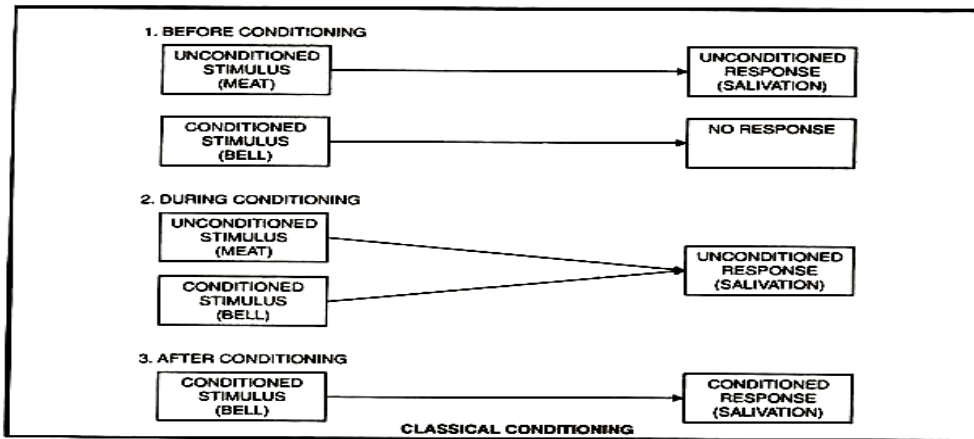 1. BEFORE CONDITIONING
UNCONDITIONED
STIMULUS
(MEAT)
UNCONDITIONED
RESPONSE
(SALIVATION)
CONDITIONED
STIMULUS
(BELL)
NO RESPONSE
2. DURING CONDITIONING
UNCONDITIONED
STIMULUS
(MEAT)
CONDITIONED
STIMULUS
(BELL)
UNCONDITIONED
RESPONSE
(SALIVATION)
3. AFTER CONDITIONING
CONDITIONED
STIMULUS
(BELL)
CONDITIONED
RESPONSE
(SALIVATION)
CLASSICAL CONDITIONING